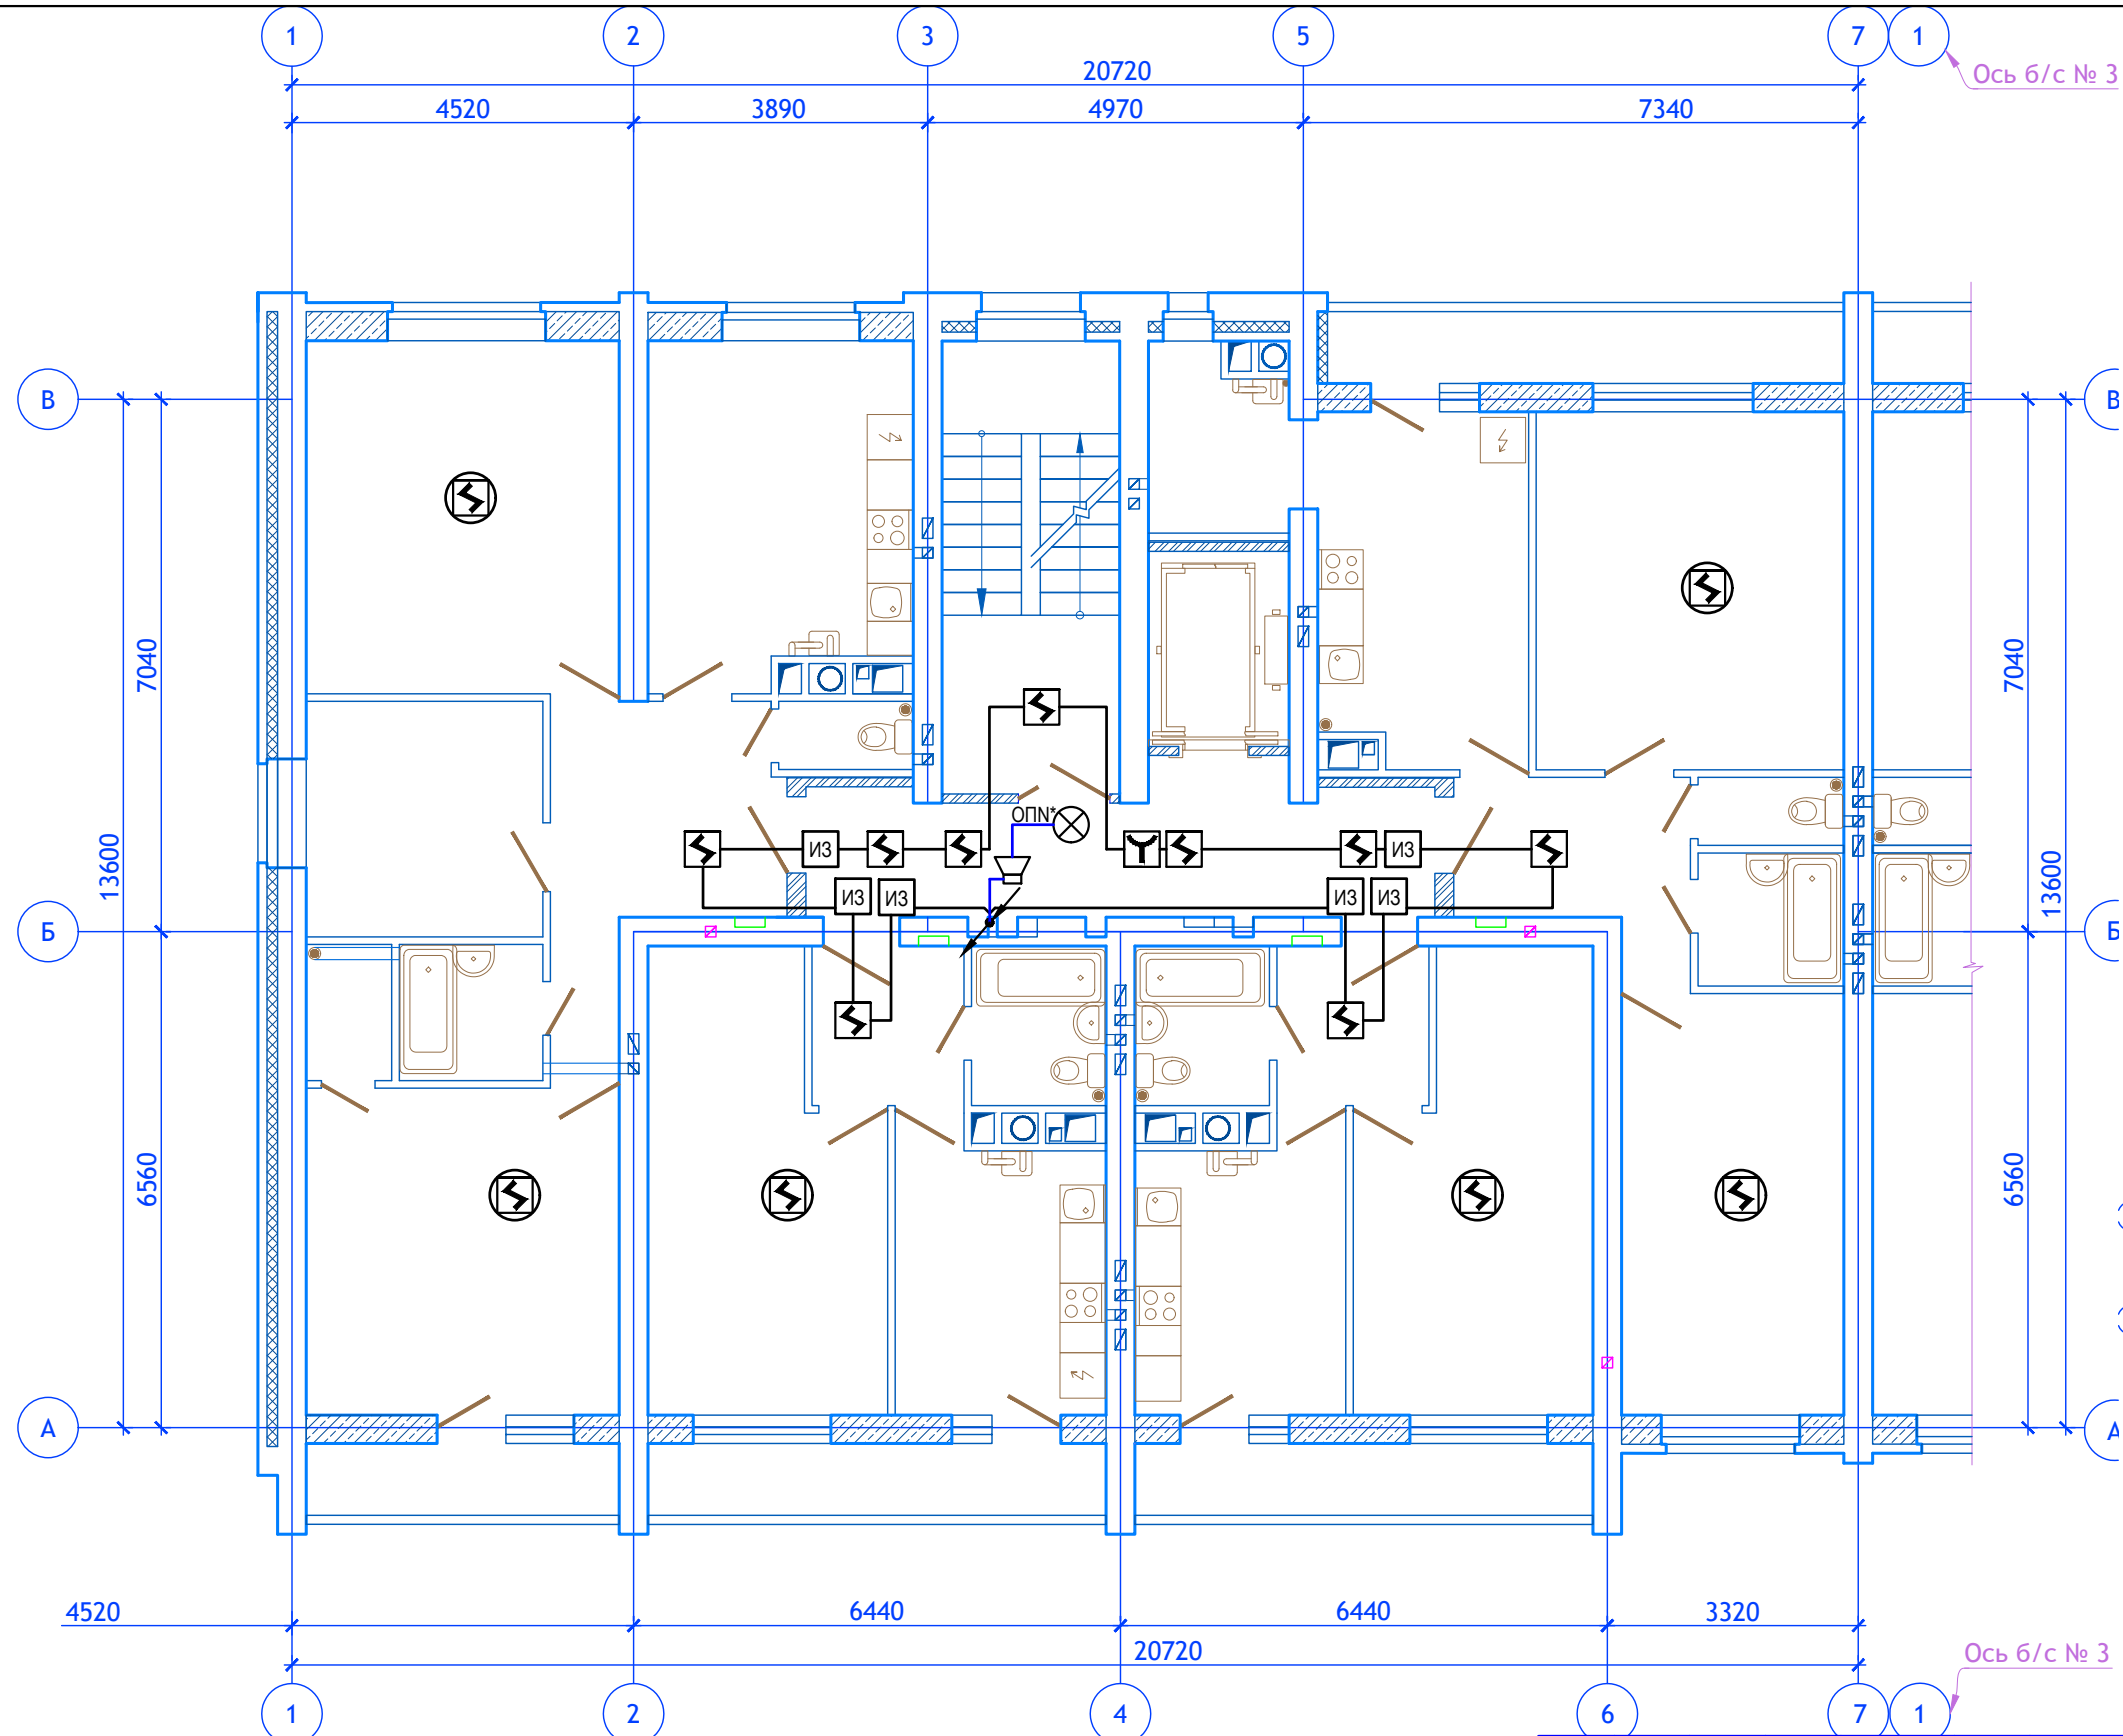 1 2 3 5 7 1
20720
Ось б/с № 3
4520 3890 4970 7340
В В
7040 7040
ОПN*
ИЗ ИЗ
13600 13600
ИЗ ИЗ ИЗ ИЗ
Б Б
6560 6560
А А
4520 6440 6440 3320
20720
Ось б/с № 3
1 2 4 6 7 1